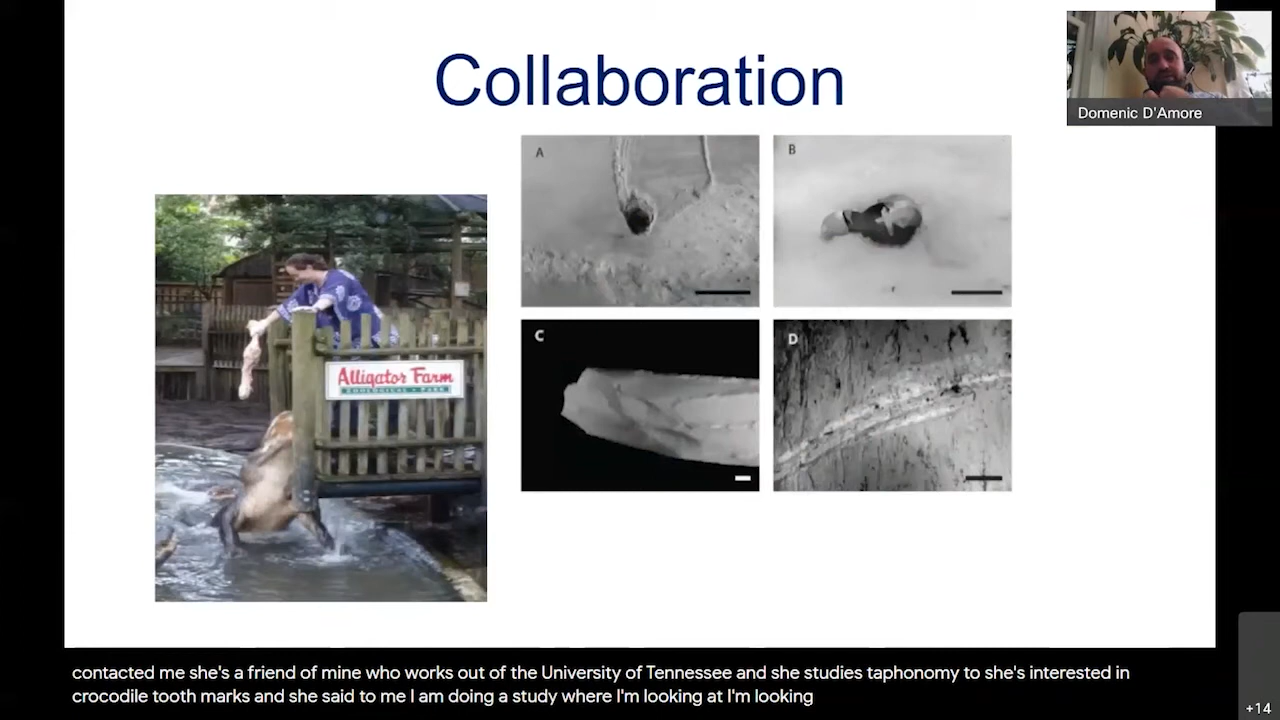 Collaboration
Domenic D'Amore
A
B
Alligator Farm
ZOOLOGICAL PARK
C
D
contacted me she's a friend of mine who works out of the University of Tennessee and she studies taphonomy to she's interested in
crocodile tooth marks and she said to me I am doing a study where I'm looking at I'm looking
+14